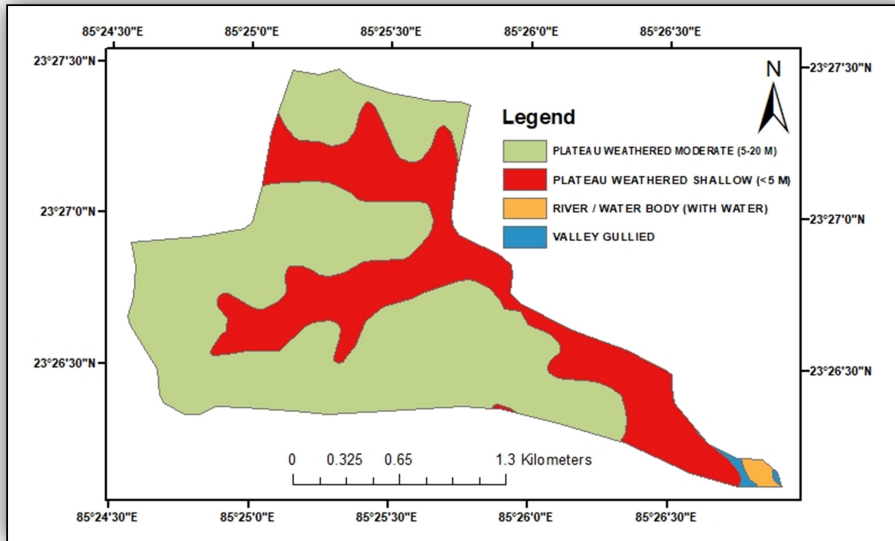 85°24'30"E 85°25'0"E 85°25'30"E 85°26'0"E 85°26'30"E
23°27'30"N 23°27'30"N
N
Legend
PLATEAU WEATHERED MODERATE (5-20 M)
PLATEAU WEATHERED SHALLOW (<5 M)
RIVER / WATER BODY (WITH WATER)
VALLEY GULLIED
23°27'0"N 23°27'0"N
23°26'30"N 23°26'30"N
0 0.325 0.65 1.3 Kilometers
85°24'30"E 85°25'0"E 85°25'30"E 85°26'0"E 85°26'30"E